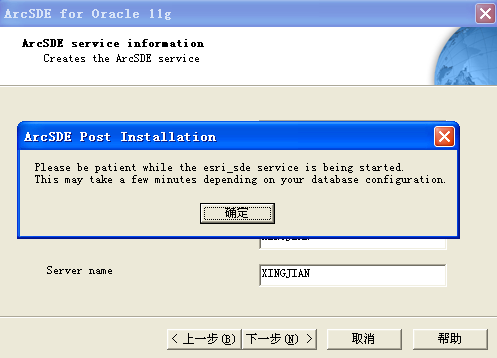 ArcSDE for Oracle 11g
ArcSDE service information
Creates the ArcSDE service
ArcSDE Post Installation
Please be patient while the esri_sde service is being started.
This may take a few minutes depending on your database configuration.
确定
Server name
XINGJIAN
< 上一步(B)
下一步(N) >
取消
帮助